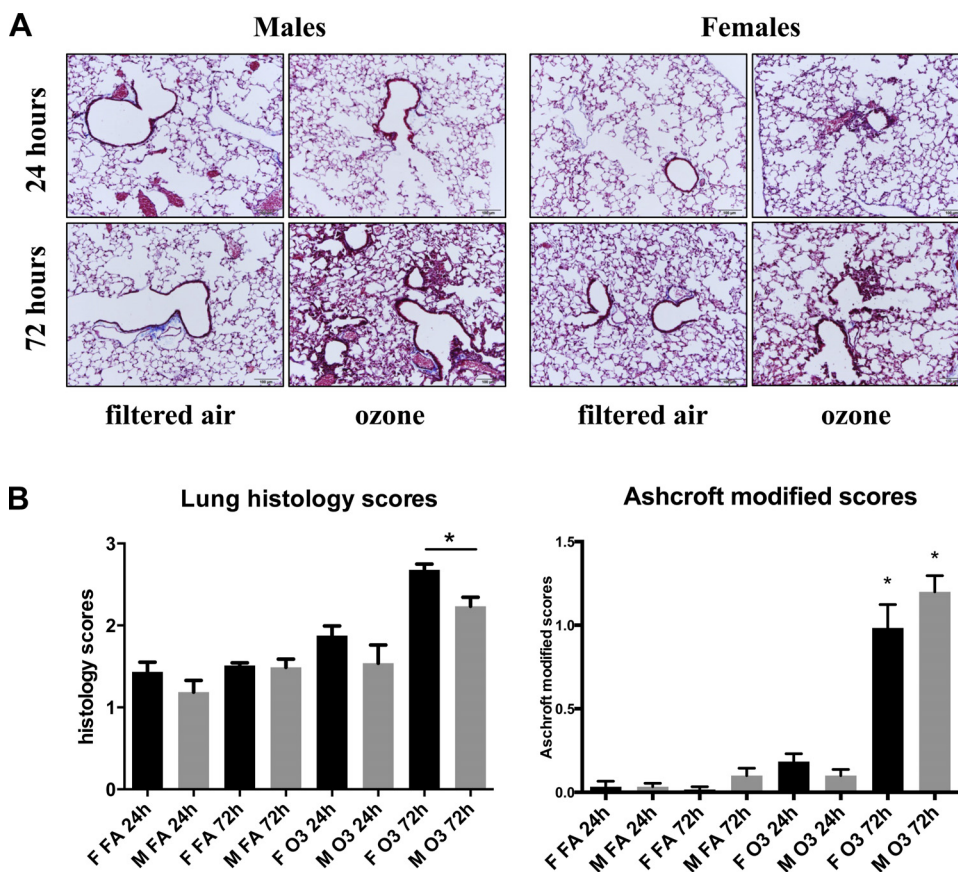 A
Males
Females
24 hours
72 hours
filtered air
ozone
filtered air
ozone
B
Lung histology scores
*
histology scores
3
2
1
0
F FA 24h
M FA 24h
F FA 72h
M FA 72h
F O3 24h
M O3 24h
F O3 72h
M O3 72h
Ashcroft modified scores
*
*
Aschroft modified scores
1.5
1.0
0.5
0.0
F FA 24h
M FA 24h
F FA 72h
M FA 72h
F O3 24h
M O3 24h
F O3 72h
M O3 72h